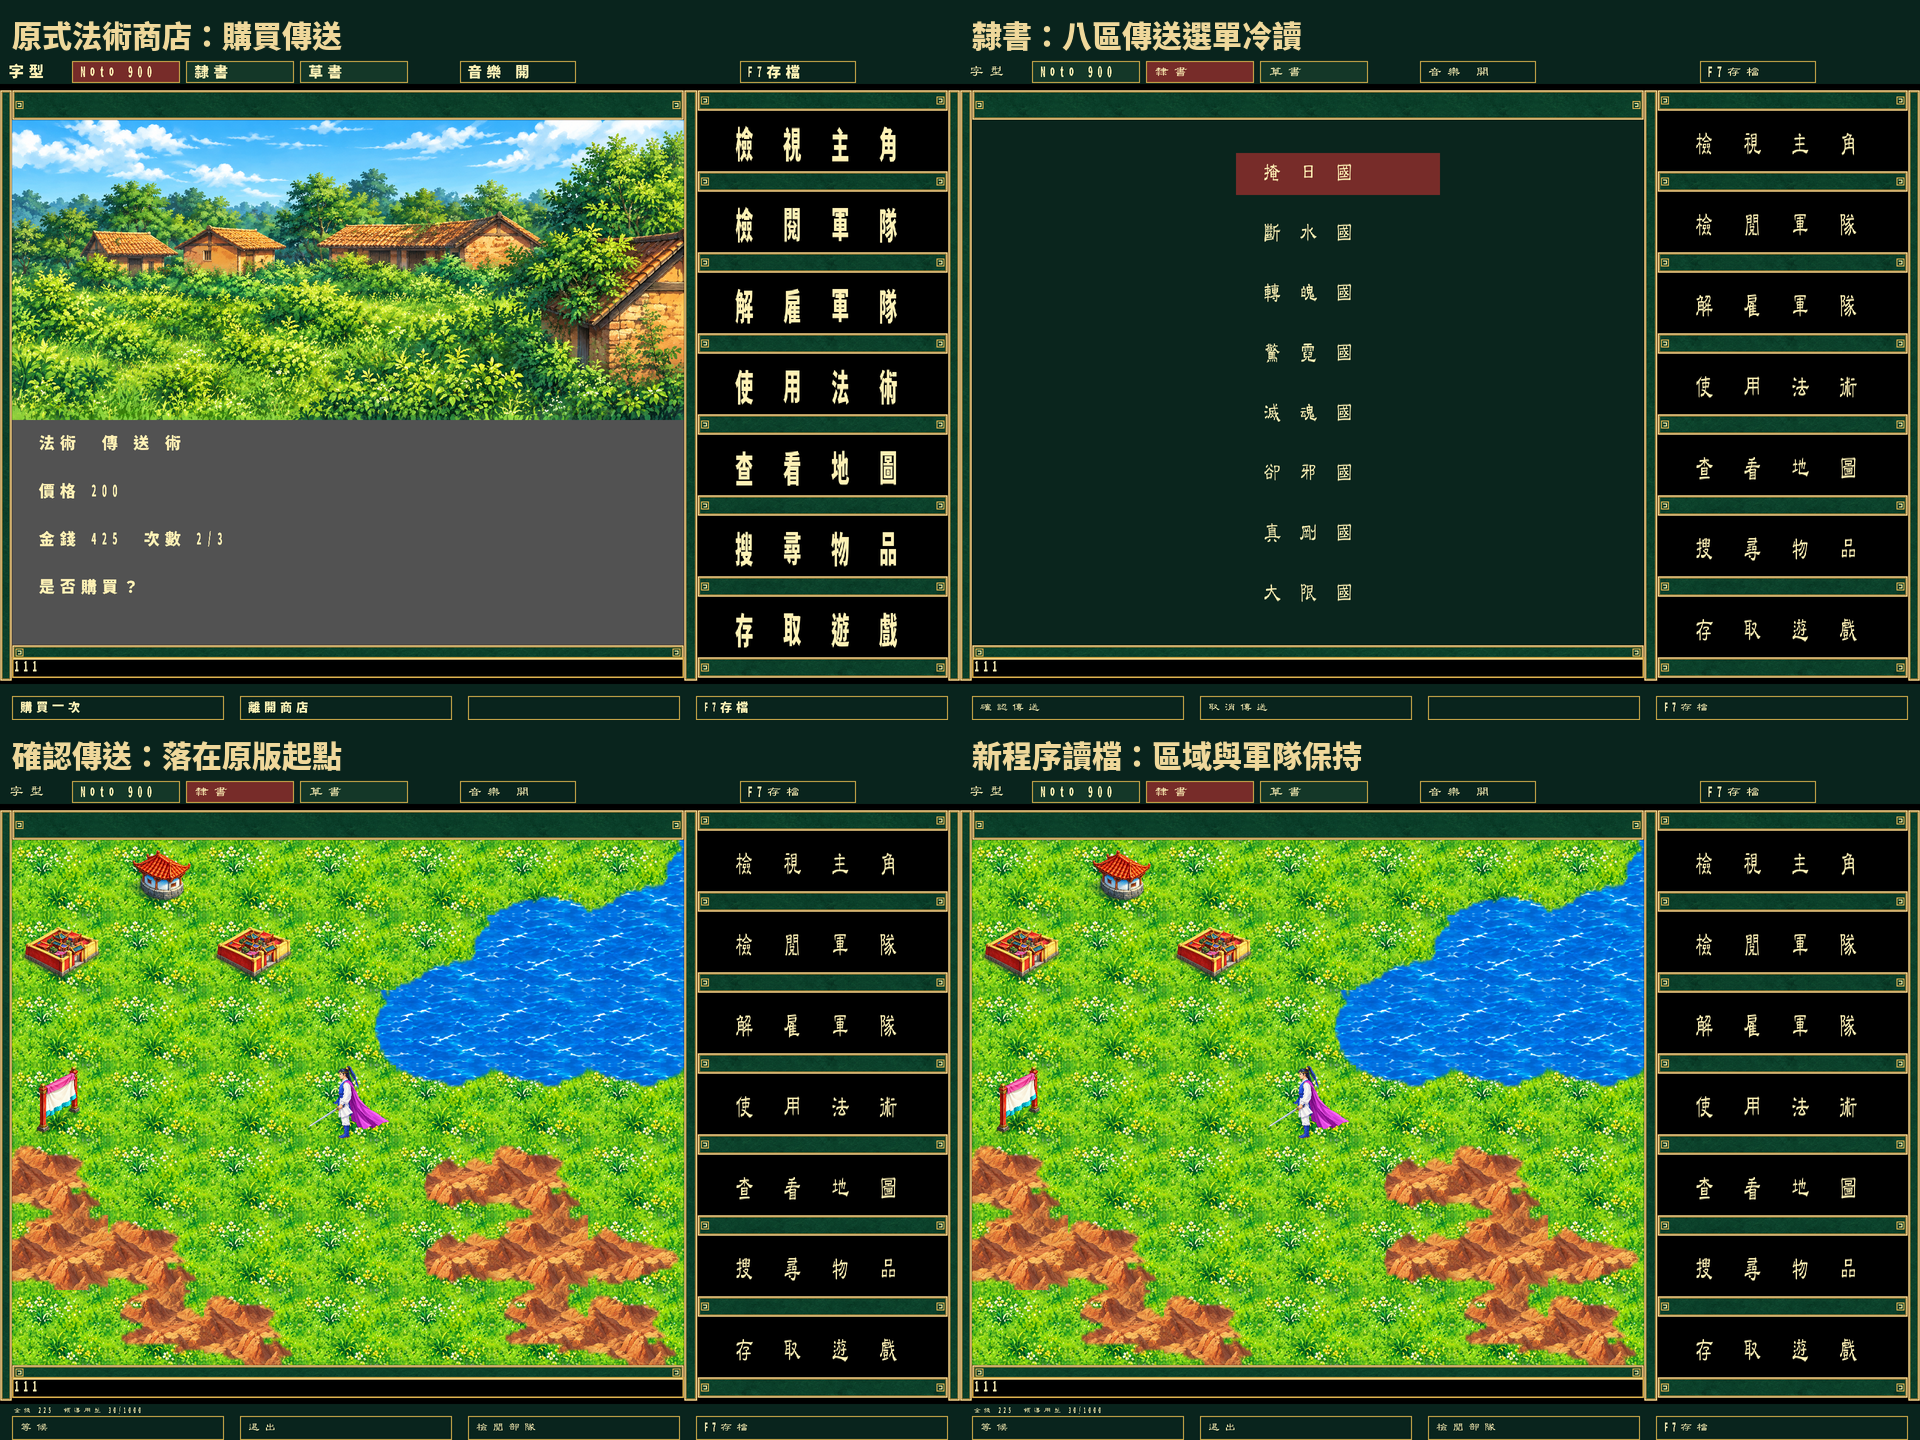 原式法術商店：購買傳送
字型 Noto 900 隸書 草書 音樂 開 F7存檔
檢視主角
檢閱軍隊
解雇軍隊
使用法術
查看地圖
搜尋物品
存取遊戲
法術 傳送術
價格 200
金錢 425 次數 2/3
是否購買？
111
購買一次 離開商店 F7存檔
隸書：八區傳送選單冷讀
字型 Noto 900 隸書 草書 音樂 開 F7存檔
掩日國
斷水國
轉魄國
驚霓國
滅魂國
卻邪國
真剛國
大限國
檢視主角
檢閱軍隊
解雇軍隊
使用法術
查看地圖
搜尋物品
存取遊戲
111
確認傳送 取消傳送 F7存檔
確認傳送：落在原版起點
字型 Noto 900 隸書 草書 音樂 開 F7存檔
檢視主角
檢閱軍隊
解雇軍隊
使用法術
查看地圖
搜尋物品
存取遊戲
111
金錢 225 30/1000
等候 退出 檢閱部隊 F7存檔
新程序讀檔：區域與軍隊保持
字型 Noto 900 隸書 草書 音樂 開 F7存檔
檢視主角
檢閱軍隊
解雇軍隊
使用法術
查看地圖
搜尋物品
存取遊戲
111
金錢 225 30/1000
等候 退出 檢閱部隊 F7存檔